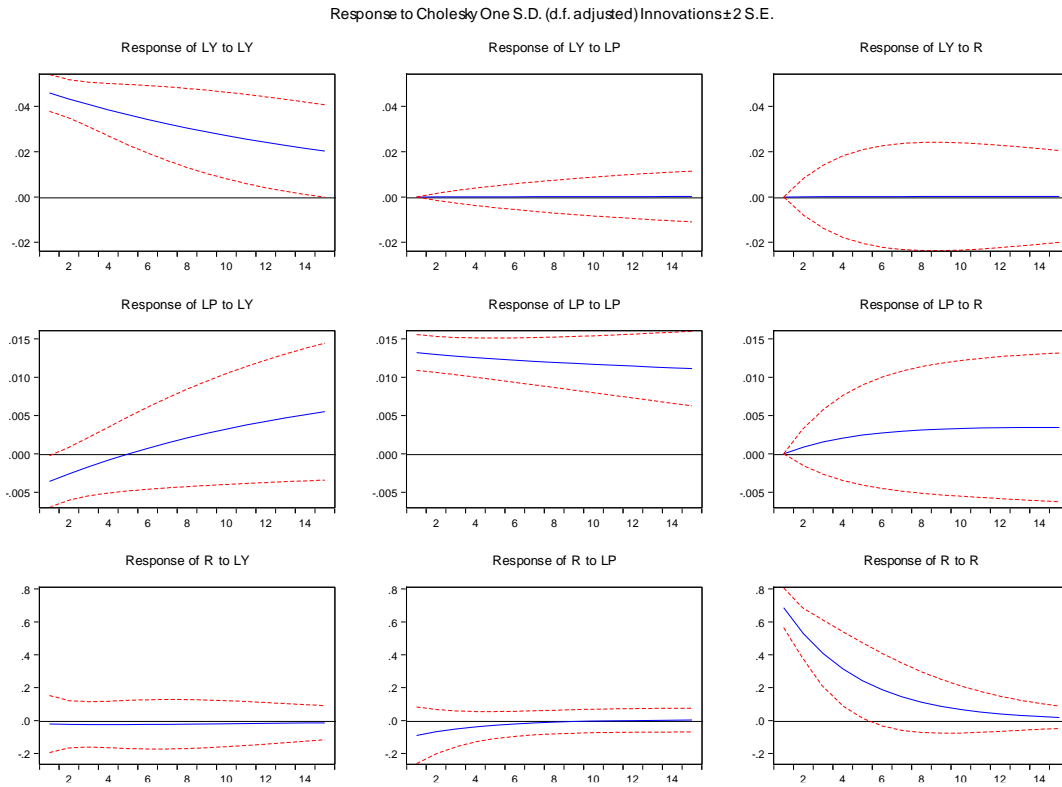 Response to Cholesky One S.D. (d.f. adjusted) Innovations ± 2 S.E.
Response of LY to LY
Response of LY to LP
Response of LY to R
.04
.02
.00
-.02
2 4 6 8 10 12 14
.04
.02
.00
-.02
2 4 6 8 10 12 14
.04
.02
.00
-.02
2 4 6 8 10 12 14
Response of LP to LY
Response of LP to LP
Response of LP to R
.015
.010
.005
.000
-.005
2 4 6 8 10 12 14
.015
.010
.005
.000
-.005
2 4 6 8 10 12 14
.015
.010
.005
.000
-.005
2 4 6 8 10 12 14
Response of R to LY
Response of R to LP
Response of R to R
.8
.6
.4
.2
.0
-.2
2 4 6 8 10 12 14
.8
.6
.4
.2
.0
-.2
2 4 6 8 10 12 14
.8
.6
.4
.2
.0
-.2
2 4 6 8 10 12 14